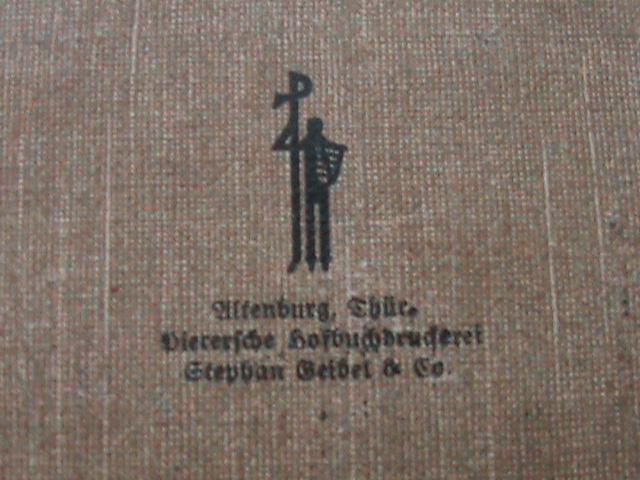 Altenburg, Thür.
Pierersche Hofbuchdruckerei
Stephan Geibel & Co.